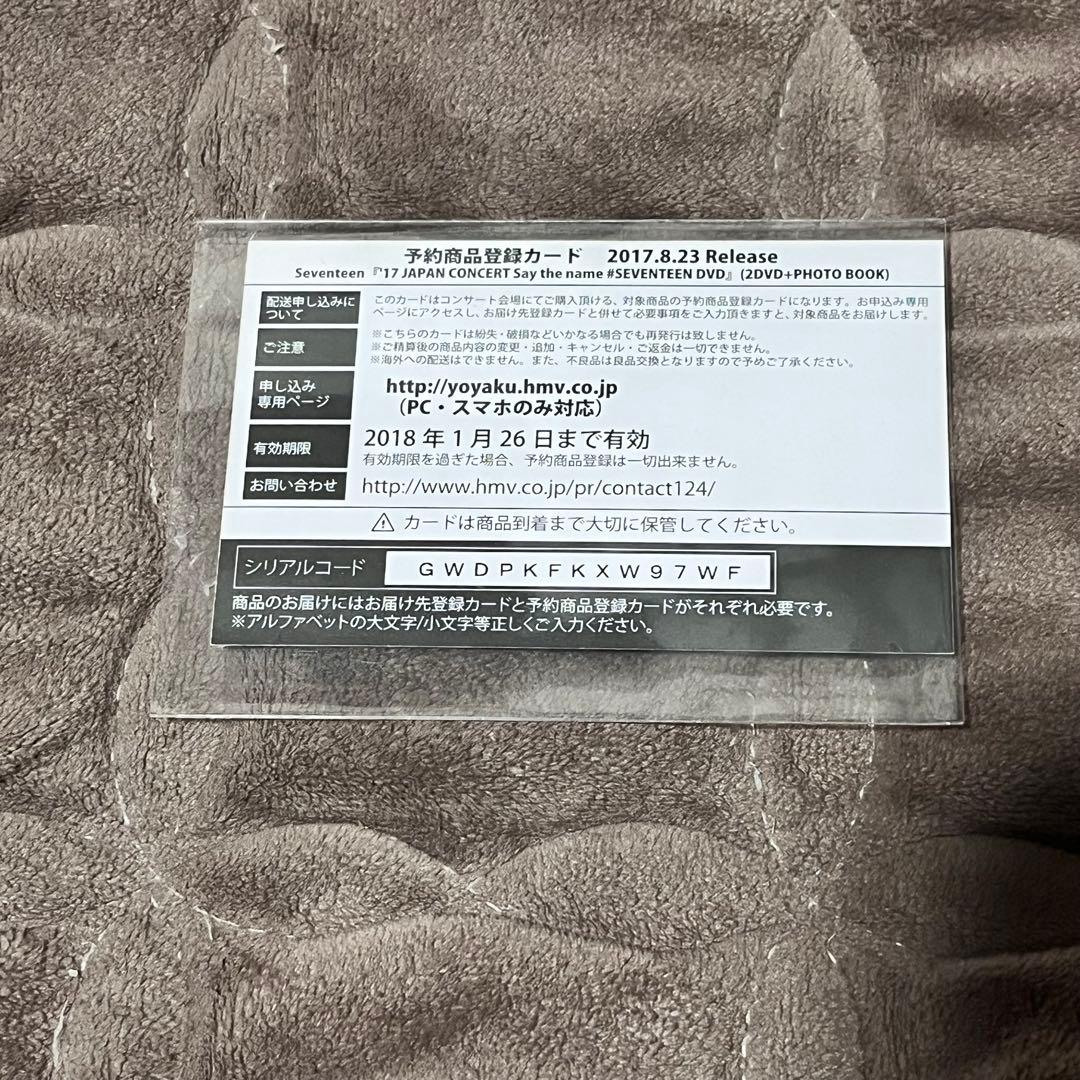 予約商品登録カード 2017.8.23 Release
Seventeen『'17 JAPAN CONCERT Say the name #SEVENTEEN DVD』(2DVD+PHOTO BOOK)
配送申し込みに
ついて
このカードはコンサート会場にてご購入頂ける、対象商品の予約商品登録カードになります。お申込み専用
ページにアクセスし、お届け先登録カードと併せて必要事項をご入力頂きますと、対象商品をお届けします。
ご注意
※こちらのカードは紛失・破損などいかなる場合でも再発行は致しません。
※ご精算後の商品内容の変更・追加・キャンセル・ご返金は一切できません。
※海外への配送はできません。また、不良品は良品交換となりますので予めご了承ください。
申し込み
専用ページ
http://yoyaku.hmv.co.jp
(PC・スマホのみ対応)
有効期限
2018年1月26日まで有効
有効期限を過ぎた場合、予約商品登録は一切出来ません。
お問い合わせ
http://www.hmv.co.jp/pr/contact124/
⚠ カードは商品到着まで大切に保管してください。
シリアルコード
GWDPKFKXW97WF
商品のお届けにはお届け先登録カードと予約商品登録カードがそれぞれ必要です。
※アルファベットの大文字/小文字等正しくご入力ください。